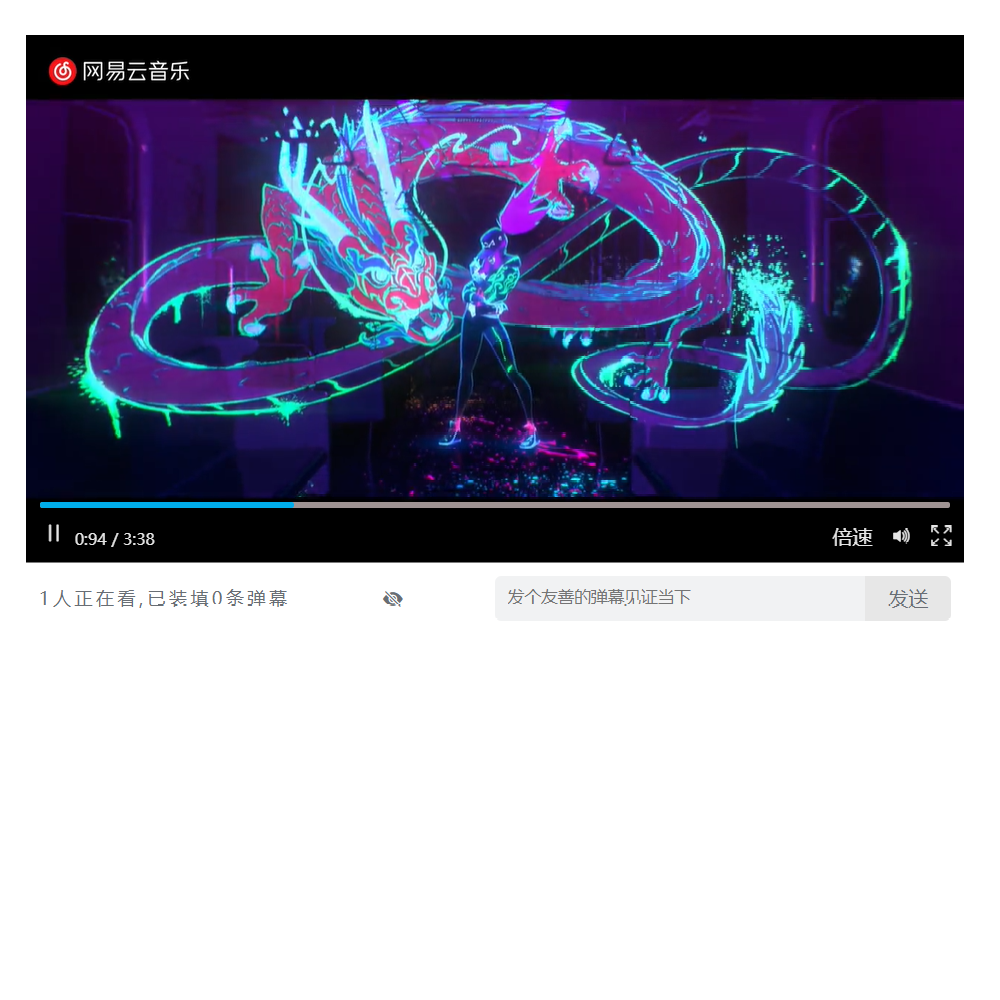 网易云音乐
0:94 / 3:38
倍速
1人正在看,已装填0条弹幕
发个友善的弹幕见证当下
发送